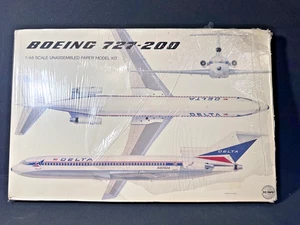 BOEING 727-200
1:48 SCALE UNASSEMBLED PAPER MODEL KIT
DELTA
DELTA
DELTA
DELTA